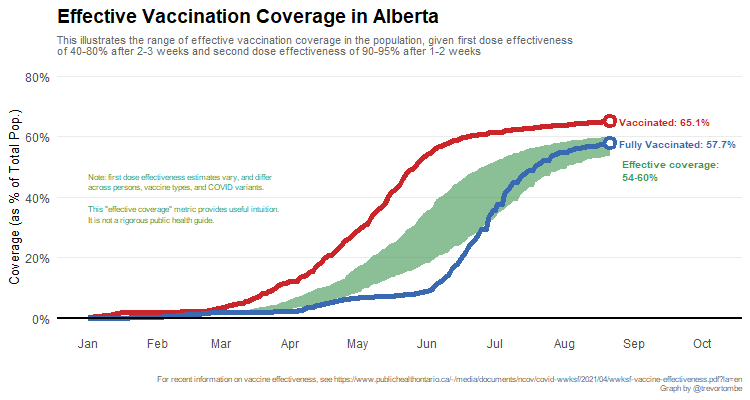 Effective Vaccination Coverage in Alberta
This illustrates the range of effective vaccination coverage in the population, given first dose effectiveness
of 40-80% after 2-3 weeks and second dose effectiveness of 90-95% after 1-2 weeks
Coverage (as % of Total Pop.)
80%
60%
40%
20%
0%
Note: first dose effectiveness estimates vary, and differ
across persons, vaccine types, and COVID variants.
This "effective coverage" metric provides useful intuition.
It is not a rigorous public health guide.
Vaccinated: 65.1%
Fully Vaccinated: 57.7%
Effective coverage:
54-60%
Jan Feb Mar Apr May Jun Jul Aug Sep Oct
For recent information on vaccine effectiveness, see https://www.publichealthontario.ca/-/media/documents/ncov/covid-wwksf/2021/04/wwksf-vaccine-effectiveness.pdf?la=en
Graph by @trevortombe